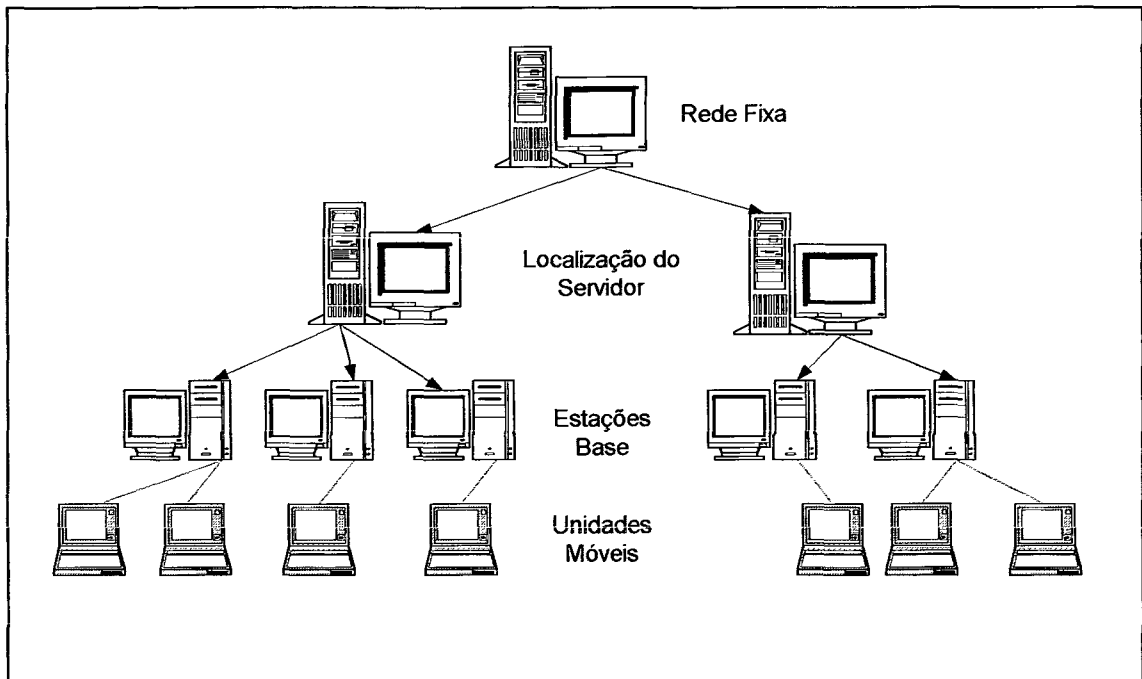 Rede Fixa
Localização do
Servidor
Estações
Base
Unidades
Móveis